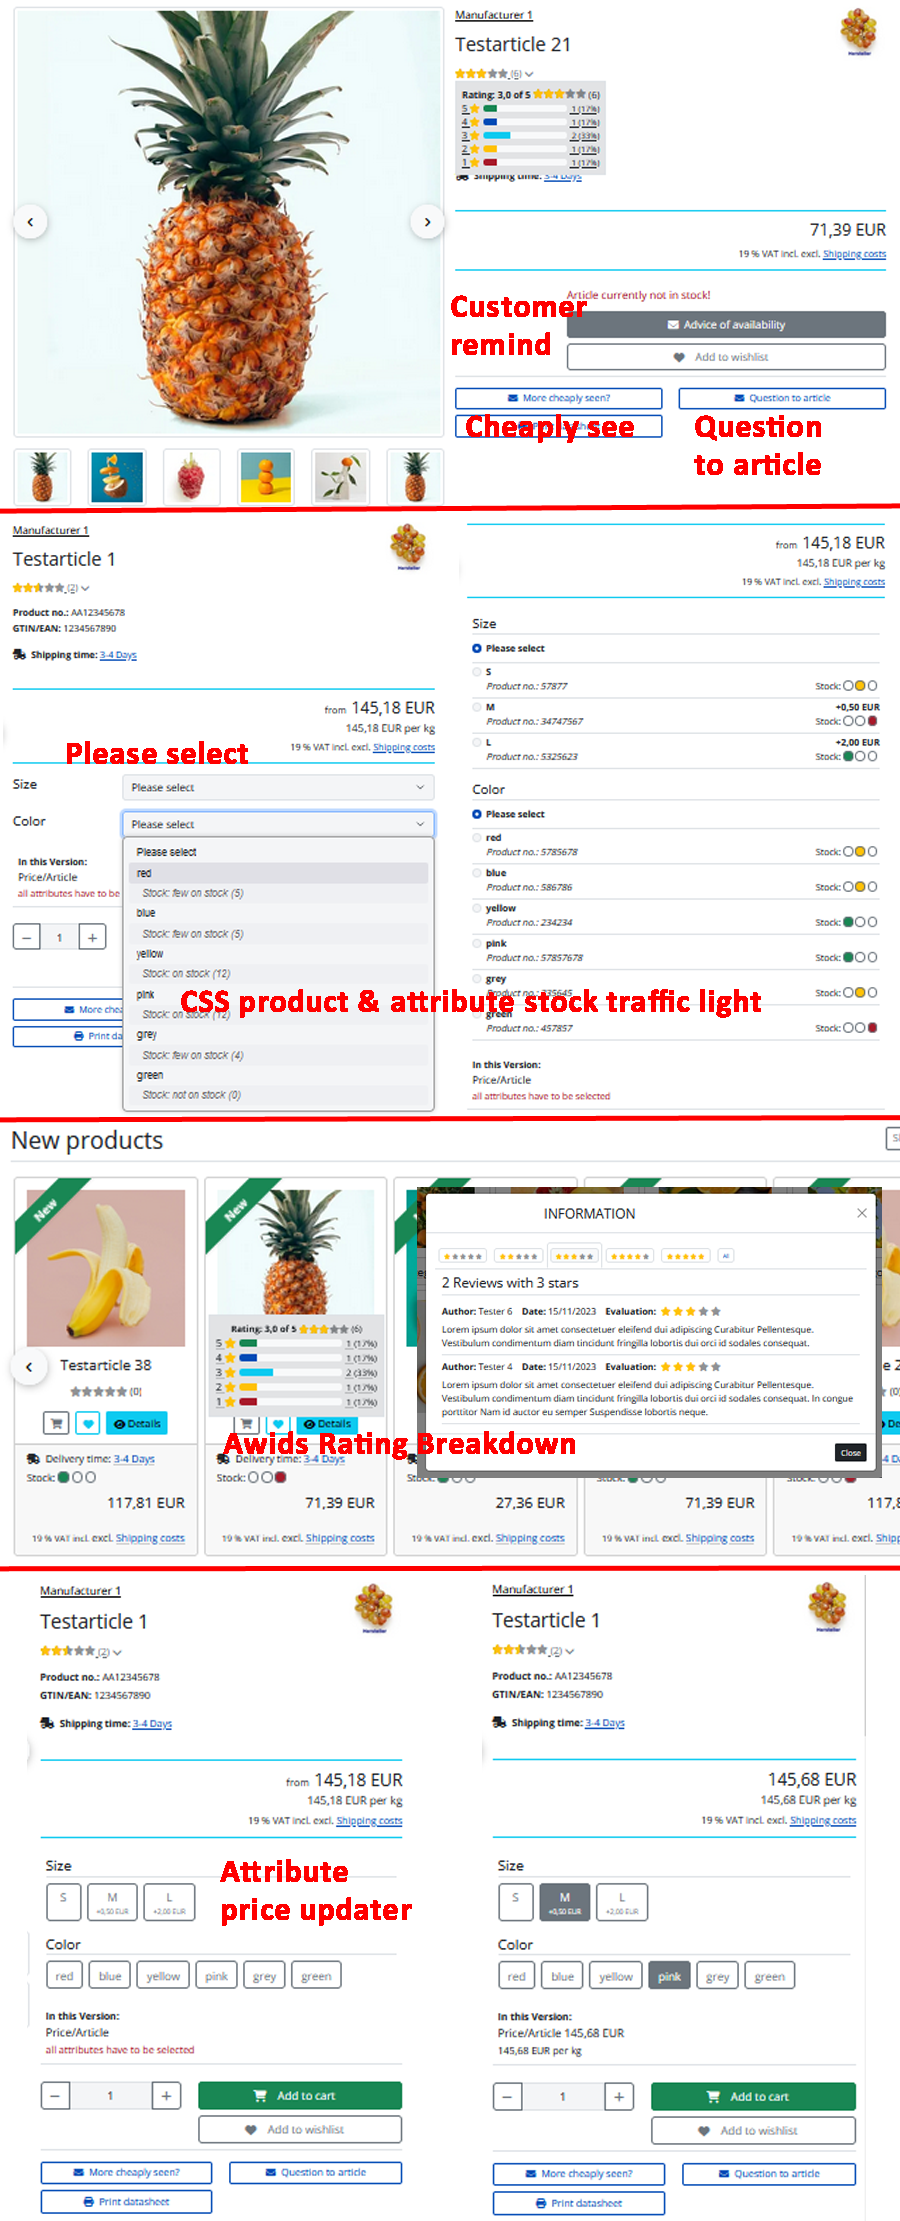 Manufacturer 1
Testarticle 21
(6)
Rating: 3,0 of 5 (6)
5 1 (17%)
4 1 (17%)
3 2 (33%)
2 1 (17%)
1 1 (17%)
Shipping time: 3-4 Days
71,39 EUR
19 % VAT incl. excl. Shipping costs
Article currently not in stock!
Customer
remind
Advice of availability
Add to wishlist
More cheaply seen?
Question to article
Cheaply see
Question
to article
Manufacturer 1
Testarticle 1
(2)
Product no.: AA12345678
GTIN/EAN: 1234567890
Shipping time: 3-4 Days
from 145,18 EUR
145,18 EUR per kg
19 % VAT incl. excl. Shipping costs
Please select
Size
Please select
Color
Please select
Please select
red
Stock: few on stock (5)
blue
Stock: few on stock (5)
yellow
Stock: on stock (12)
pink
Stock: on stock (12)
grey
Stock: few on stock (4)
green
Stock: not on stock (0)
In this Version:
Price/Article
all attributes have to be
1
More chea
Print da
from 145,18 EUR
145,18 EUR per kg
19 % VAT incl. excl. Shipping costs
Size
Please select
S
Product no.: 57877
Stock:
M
+0,50 EUR
Product no.: 34747567
Stock:
L
+2,00 EUR
Product no.: 5325623
Stock:
Color
Please select
red
Product no.: 5785678
Stock:
blue
Product no.: 586786
Stock:
yellow
Product no.: 234234
Stock:
pink
Product no.: 57857678
Stock:
grey
Stock:
CSS product & attribute stock traffic light
green
Product no.: 457857
Stock:
In this Version:
Price/Article
all attributes have to be selected
New products
New
Testarticle 38
(0)
Details
Delivery time: 3-4 Days
Stock:
117,81 EUR
19 % VAT incl. excl. Shipping costs
New
Rating: 3,0 of 5 (6)
5 1 (17%)
4 1 (17%)
3 2 (33%)
2 1 (17%)
1 1 (17%)
Details
Awids Rating Breakdown
Delivery time: 3-4 Days
Stock:
71,39 EUR
19 % VAT incl. excl. Shipping costs
INFORMATION
All
2 Reviews with 3 stars
Author: Tester 6 Date: 15/11/2023 Evaluation:
Lorem ipsum dolor sit amet consectetuer eleifend dui adipiscing Curabitur Pellentesque.
Vestibulum condimentum diam tincidunt fringilla lobortis dui orci id sodales consequat.
Author: Tester 4 Date: 15/11/2023 Evaluation:
Lorem ipsum dolor sit amet consectetuer eleifend dui adipiscing Curabitur Pellentesque.
Vestibulum condimentum diam tincidunt fringilla lobortis dui orci id sodales consequat. In congue
porttitor Nam id auctor eu semper Suspendisse lobortis neque.
Close
Stock:
27,36 EUR
19 % VAT incl. excl. Shipping costs
Stock:
71,39 EUR
19 % VAT incl. excl. Shipping costs
e 2
(0)
De
4 D
Stock:
117,8
19 % VAT incl. excl. Shipping co
Manufacturer 1
Testarticle 1
(2)
Product no.: AA12345678
GTIN/EAN: 1234567890
Shipping time: 3-4 Days
from 145,18 EUR
145,18 EUR per kg
19 % VAT incl. excl. Shipping costs
Size
S
M
+0,50 EUR
L
+2,00 EUR
Attribute
price updater
Color
red blue yellow pink grey green
In this Version:
Price/Article
all attributes have to be selected
1
Add to cart
Add to wishlist
More cheaply seen?
Question to article
Print datasheet
Manufacturer 1
Testarticle 1
(2)
Product no.: AA12345678
GTIN/EAN: 1234567890
Shipping time: 3-4 Days
145,68 EUR
145,68 EUR per kg
19 % VAT incl. excl. Shipping costs
Size
S
M
+0,50 EUR
L
+2,00 EUR
Color
red blue yellow pink grey green
In this Version:
Price/Article 145,68 EUR
145,68 EUR per kg
1
Add to cart
Add to wishlist
More cheaply seen?
Question to article
Print datasheet